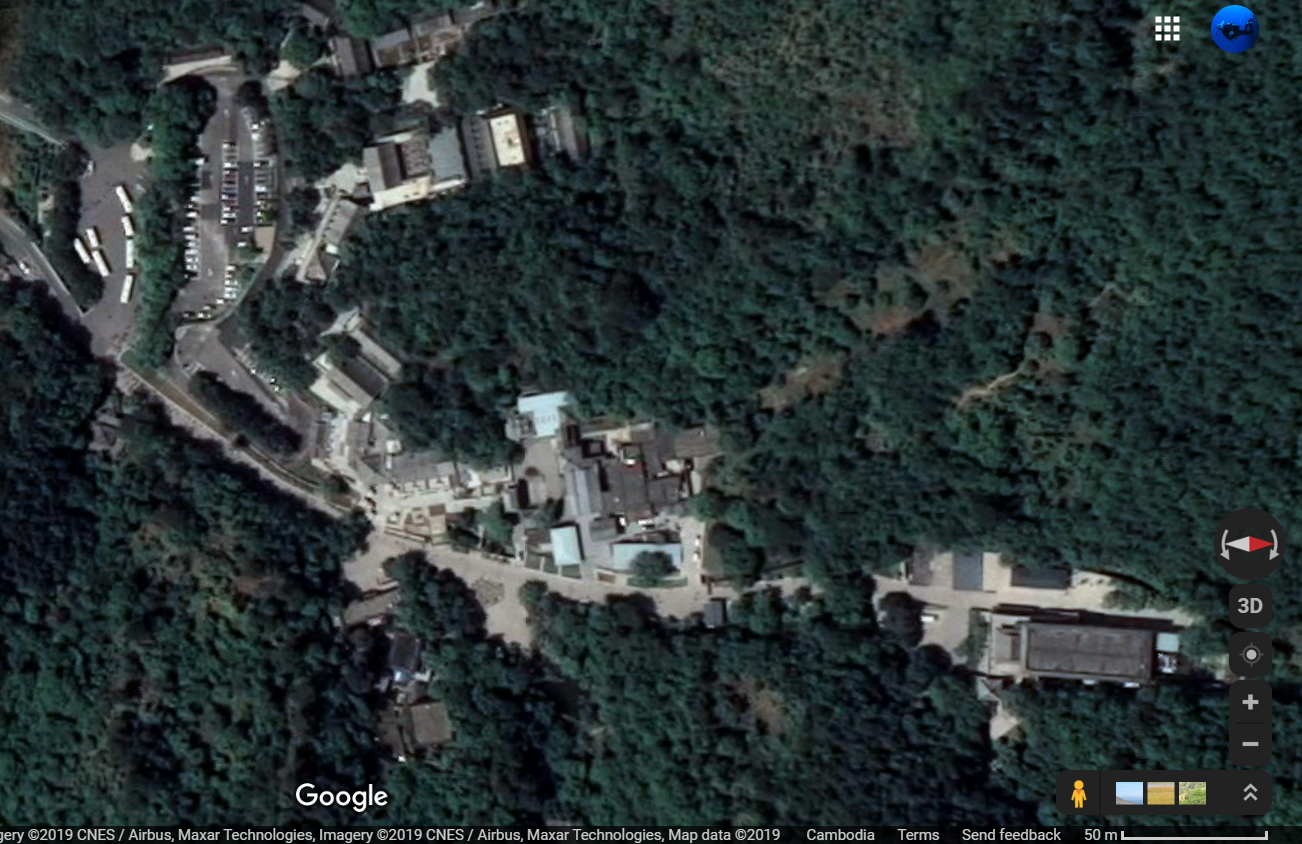 3D
Google
gery ©2019 CNES / Airbus, Maxar Technologies, Imagery ©2019 CNES / Airbus, Maxar Technologies, Map data ©2019 Cambodia Terms Send feedback 50 m